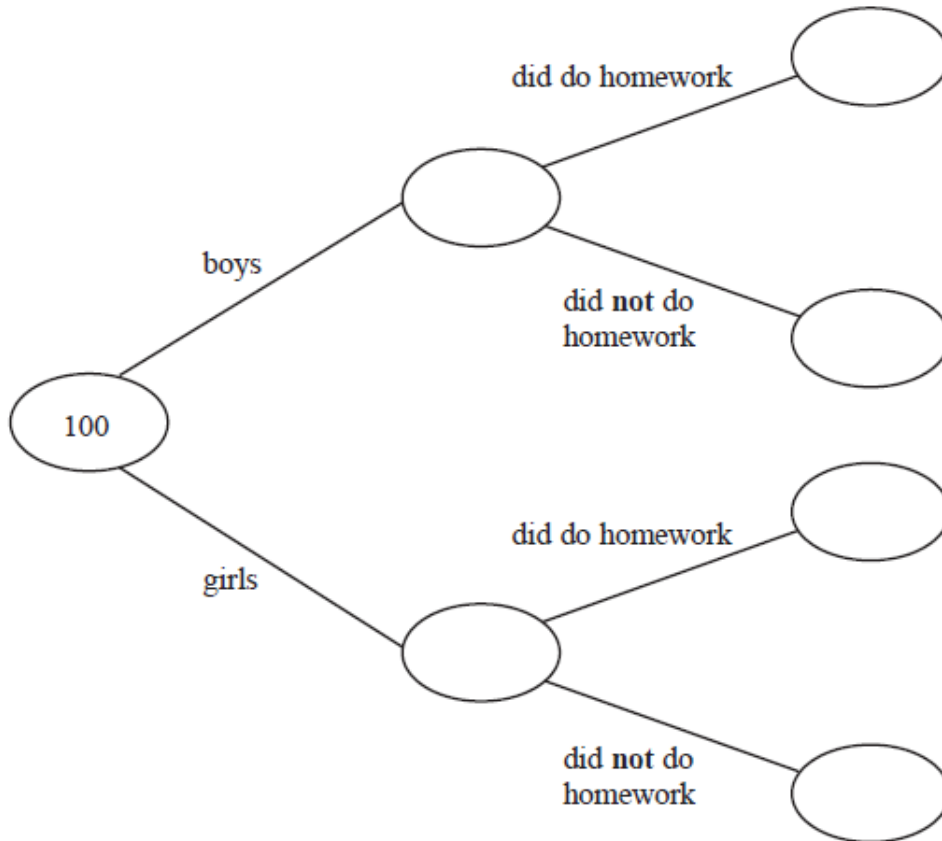 did do homework
boys
did not do
homework
100
did do homework
girls
did not do
homework